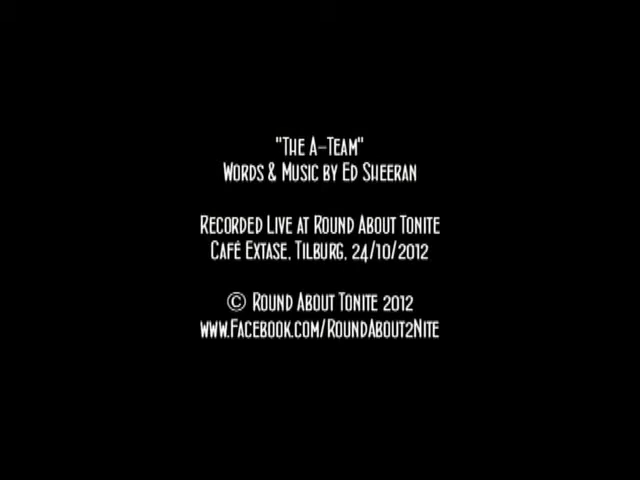 "The A-Team"
Words & Music by Ed Sheeran
Recorded Live at Round About Tonite
Café Extase, Tilburg, 24/10/2012
© Round About Tonite 2012
www.Facebook.com/RoundAbout2Nite